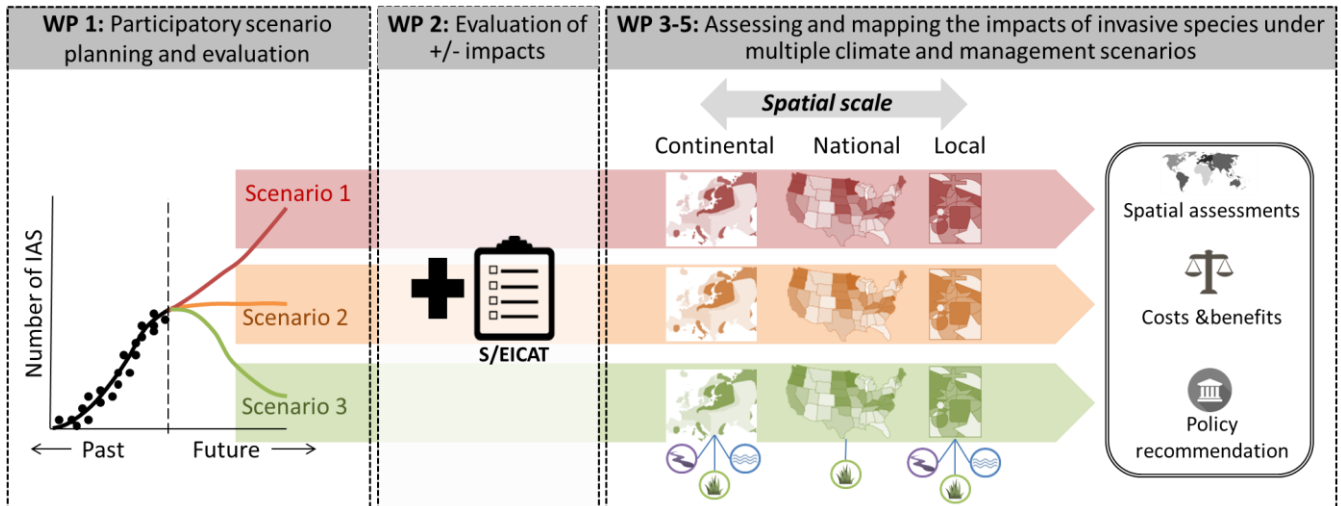 WP 1: Participatory scenario
planning and evaluation
WP 2: Evaluation of
+/- impacts
WP 3-5: Assessing and mapping the impacts of invasive species under
multiple climate and management scenarios
Number of IAS
Scenario 1
Scenario 2
Scenario 3
Past
Future
S/EICAT
Spatial scale
Continental
National
Local
Spatial assessments
Costs &benefits
Policy
recommendation